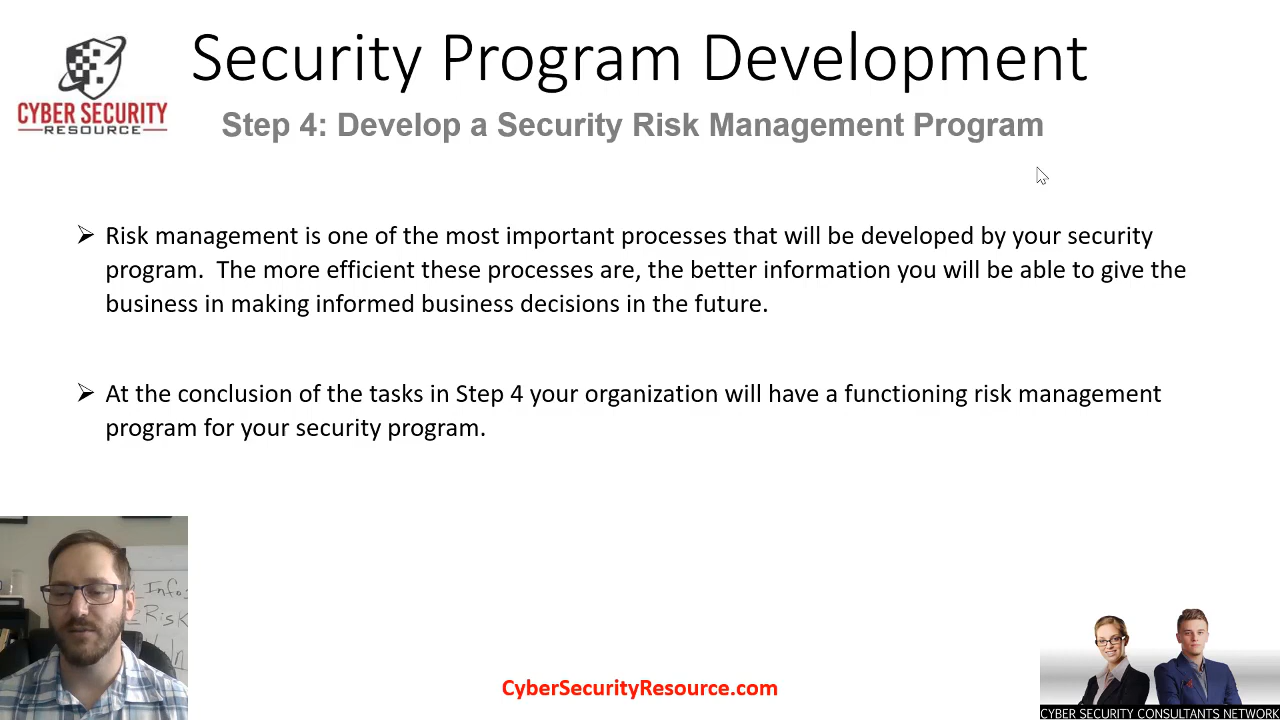 Security Program Development
CYBER SECURITY
RESOURCE
Step 4: Develop a Security Risk Management Program
Risk management is one of the most important processes that will be developed by your security
program.  The more efficient these processes are, the better information you will be able to give the
business in making informed business decisions in the future.
At the conclusion of the tasks in Step 4 your organization will have a functioning risk management
program for your security program.
Info
Risk
CyberSecurityResource.com
CYBER SECURITY CONSULTANTS NETWORK